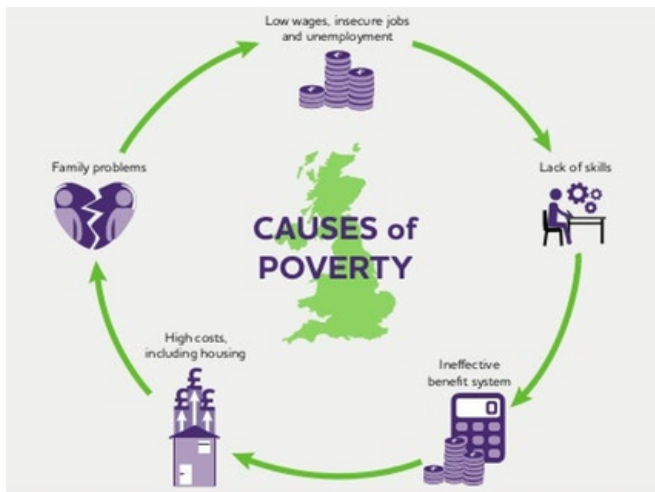 Low wages, insecure jobs
and unemployment
Family problems
Lack of skills
CAUSES of
POVERTY
High costs,
including housing
Ineffective
benefit system
£
£ £
0